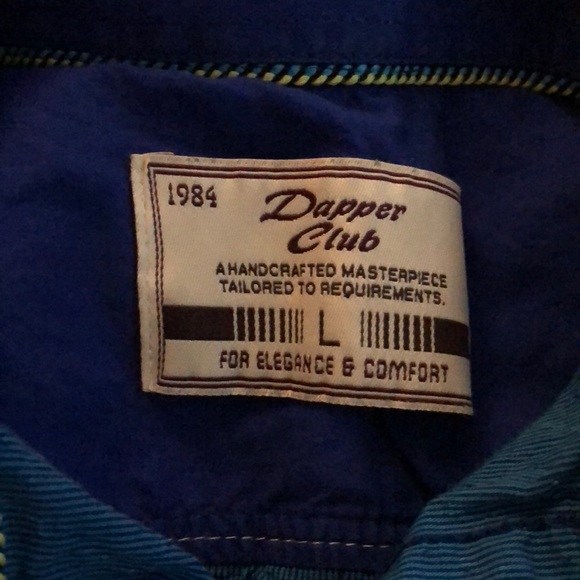 1984
Dapper
Club
A HANDCRAFTED MASTERPIECE
TAILORED TO REQUIREMENTS.
L
FOR ELEGANCE & COMFORT